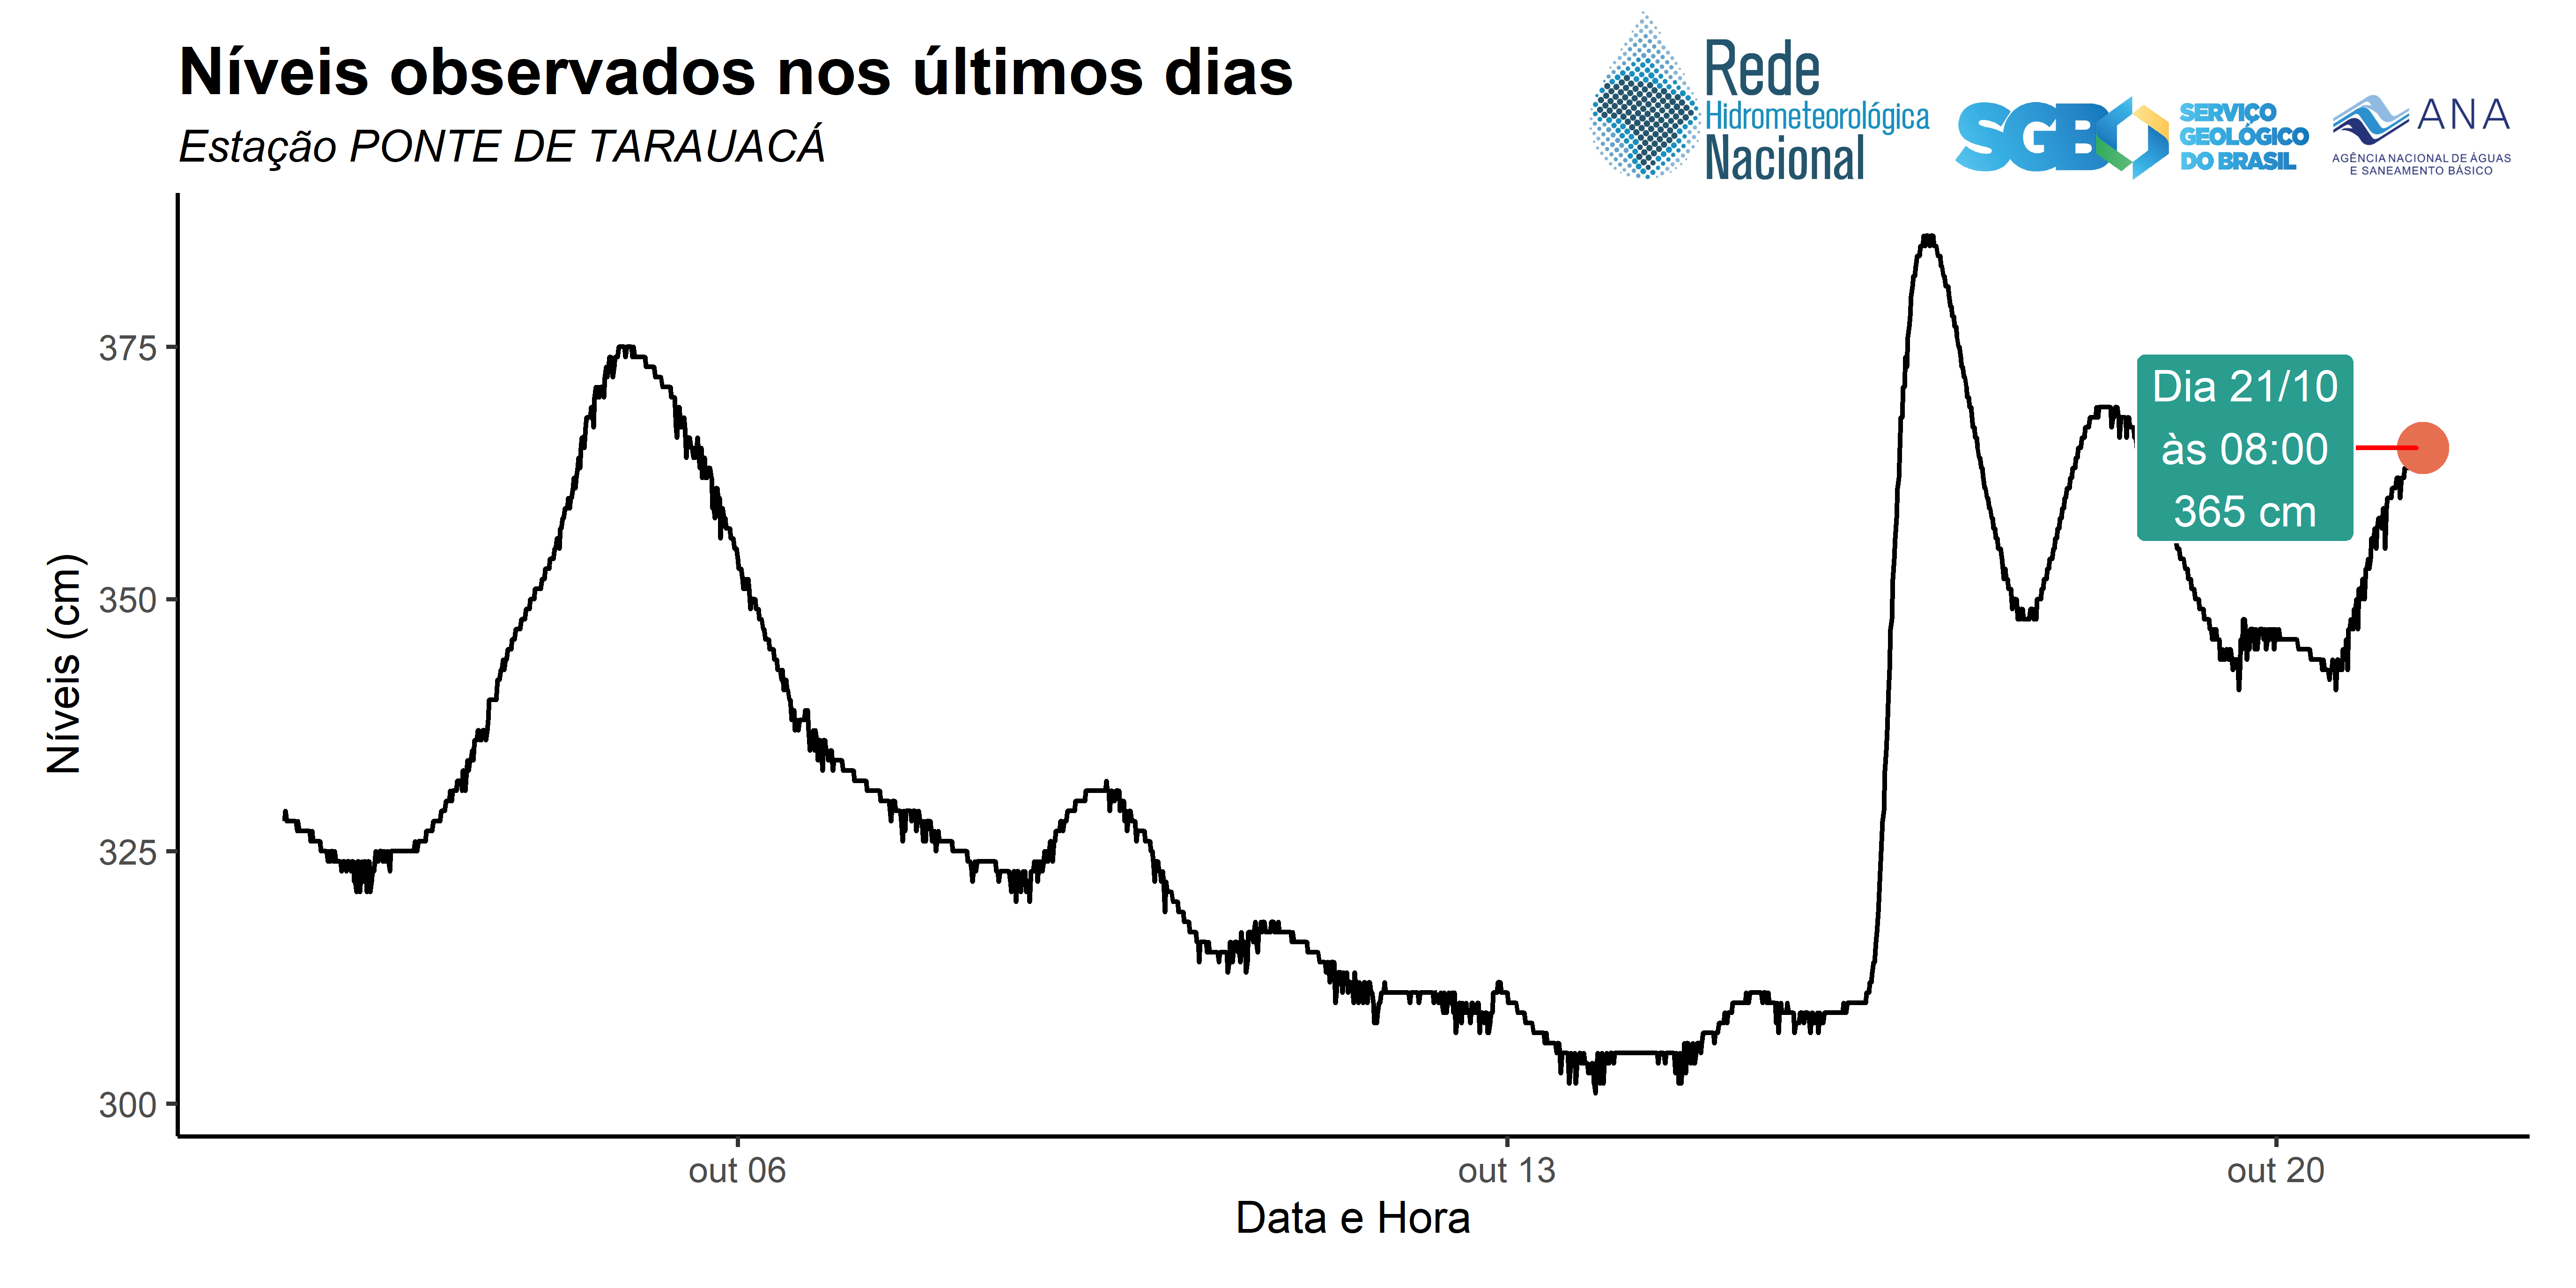 Níveis observados nos últimos dias
Estação PONTE DE TARAUACÁ
Rede
Hidrometeorológica
Nacional
SGB
SERVIÇO
GEOLÓGICO
DO BRASIL
ANA
AGÊNCIA NACIONAL DE ÁGUAS
E SANEAMENTO BÁSICO
Níveis (cm)
375
350
325
300
Dia 21/10
às 08:00
365 cm
out 06
out 13
out 20
Data e Hora